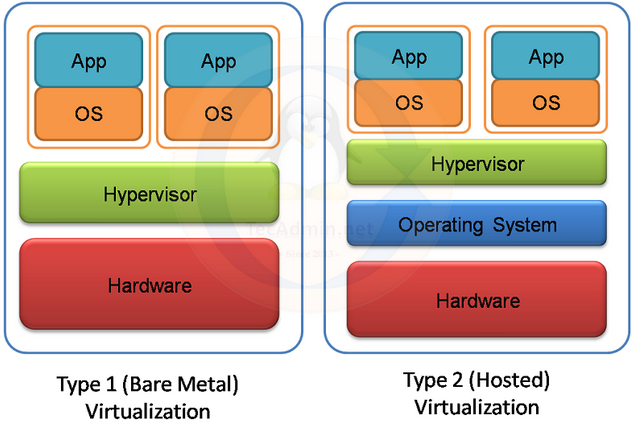 App
App
OS
OS
Hypervisor
Hardware
Type 1 (Bare Metal)
Virtualization
App
App
OS
OS
Hypervisor
Operating System
Hardware
Type 2 (Hosted)
Virtualization
TecAdmin.net